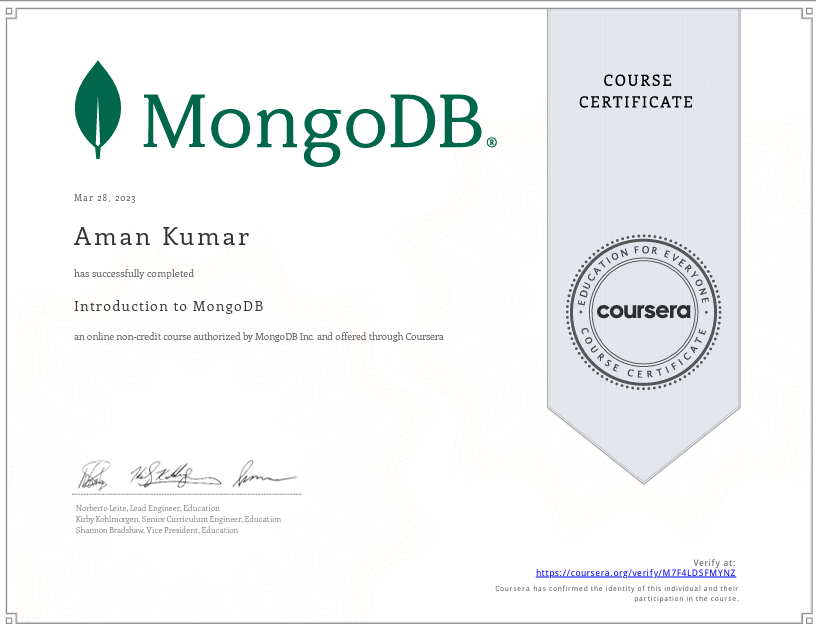 MongoDB®
COURSE
CERTIFICATE
Mar 28, 2023
Aman Kumar
has successfully completed
Introduction to MongoDB
an online non-credit course authorized by MongoDB Inc. and offered through Coursera
EDUCATION FOR EVERYONE
coursera
COURSE CERTIFICATE
Norberto Leite, Lead Engineer, Education
Kirby Kohlmorgen, Senior Curriculum Engineer, Education
Shannon Bradshaw, Vice President, Education
Verify at:
https://coursera.org/verify/M7F4LDSFMYNZ
Coursera has confirmed the identity of this individual and their
participation in the course.